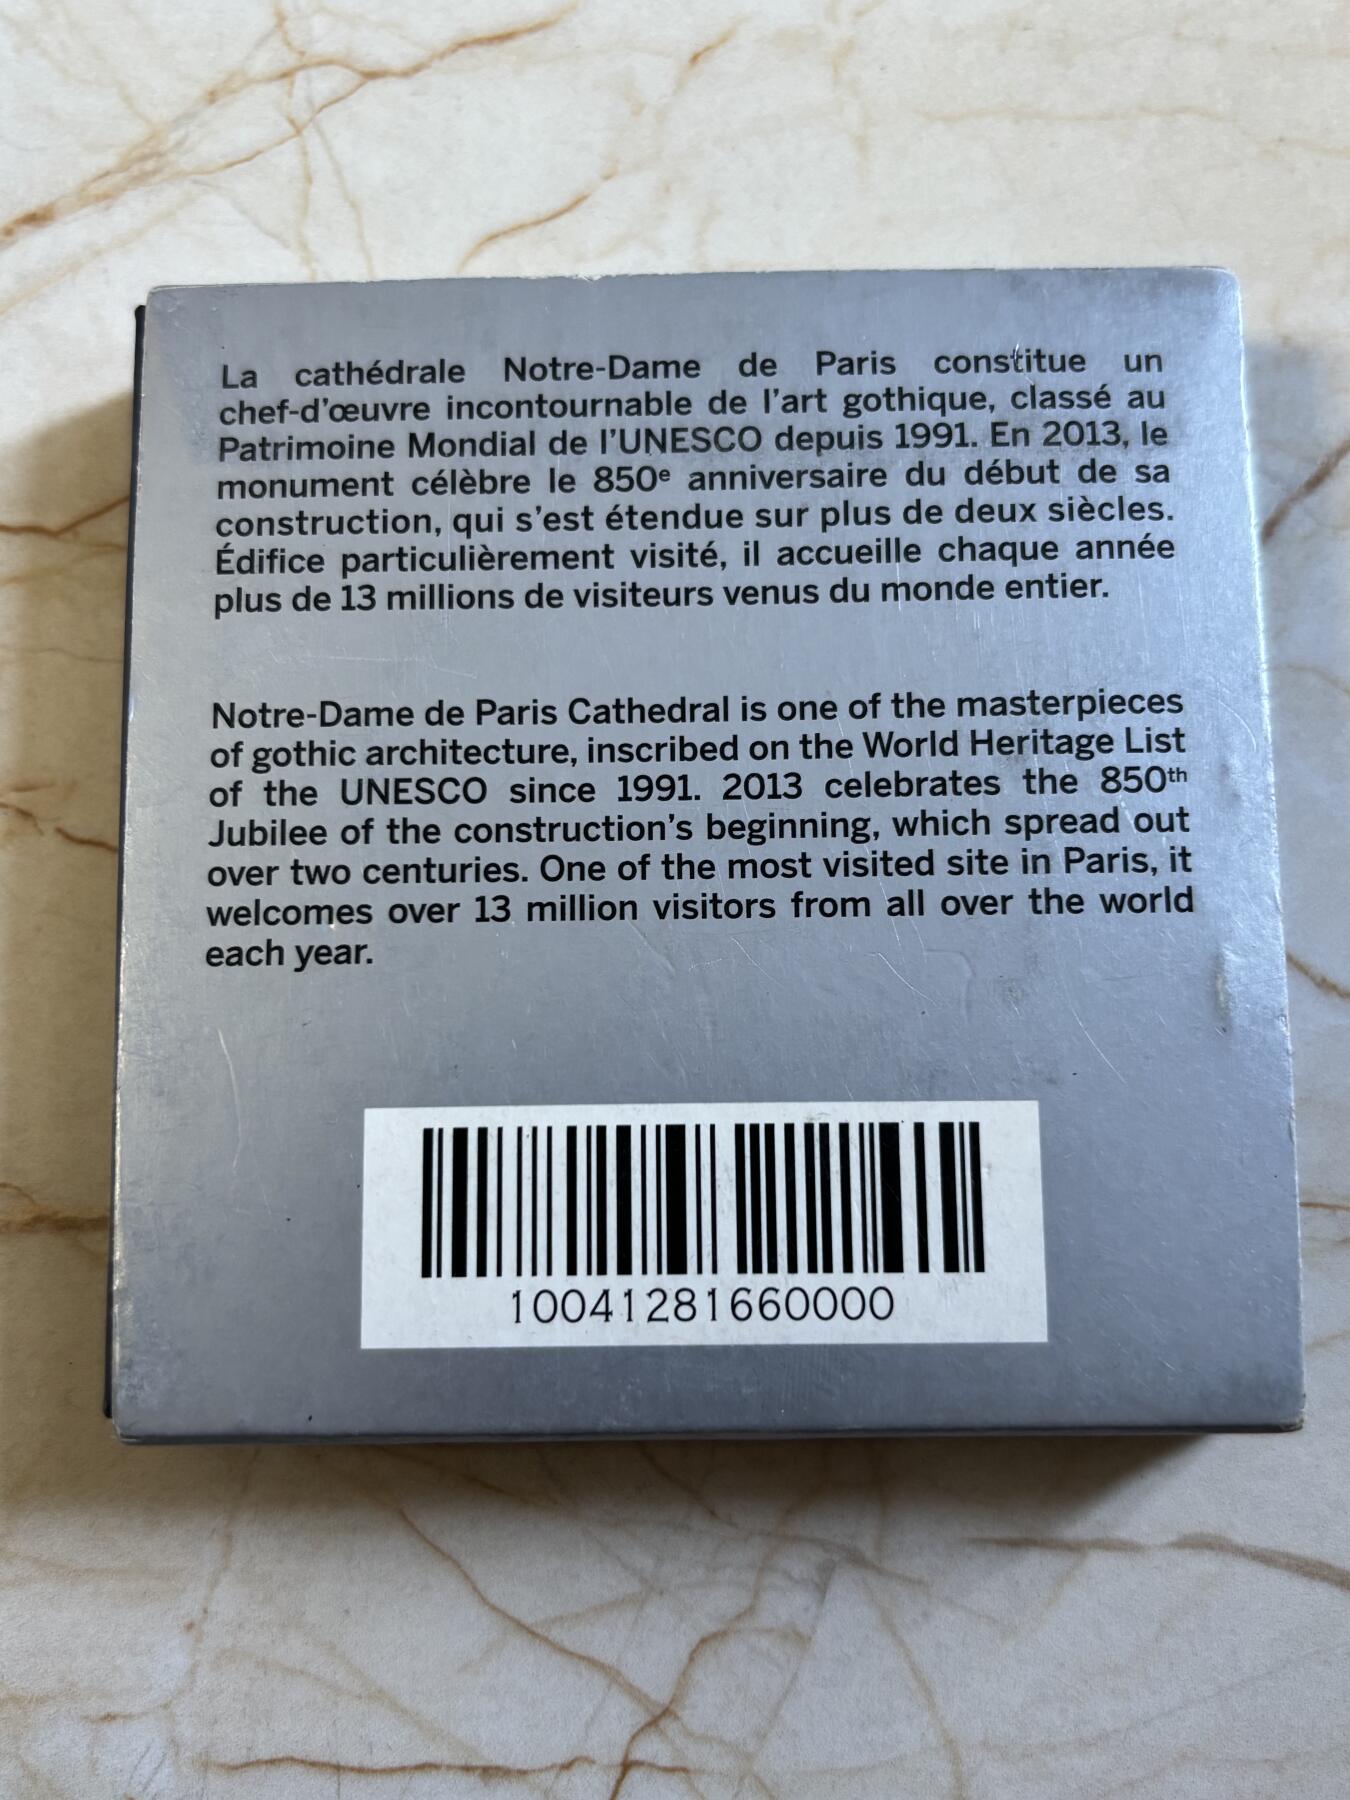 La cathédrale Notre-Dame de Paris constitue un
chef-d’œuvre incontournable de l’art gothique, classé au
Patrimoine Mondial de l’UNESCO depuis 1991. En 2013, le
monument célèbre le 850e anniversaire du début de sa
construction, qui s’est étendue sur plus de deux siècles.
Édifice particulièrement visité, il accueille chaque année
plus de 13 millions de visiteurs venus du monde entier.
Notre-Dame de Paris Cathedral is one of the masterpieces
of gothic architecture, inscribed on the World Heritage List
of the UNESCO since 1991. 2013 celebrates the 850th
Jubilee of the construction’s beginning, which spread out
over two centuries. One of the most visited site in Paris, it
welcomes over 13 million visitors from all over the world
each year.
10041281660000